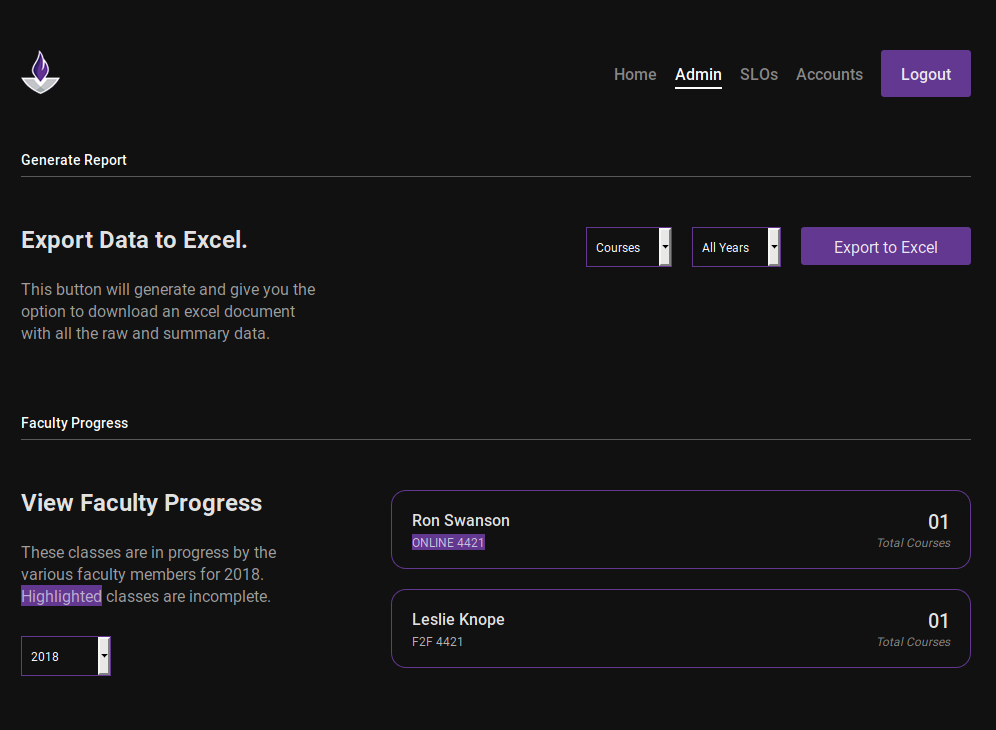 Home Admin SLOs Accounts Logout
Generate Report
Export Data to Excel.
Courses All Years Export to Excel
This button will generate and give you the
option to download an excel document
with all the raw and summary data.
Faculty Progress
View Faculty Progress
These classes are in progress by the
various faculty members for 2018.
Highlighted classes are incomplete.
2018
Ron Swanson 01
ONLINE 4421 Total Courses
Leslie Knope 01
F2F 4421 Total Courses